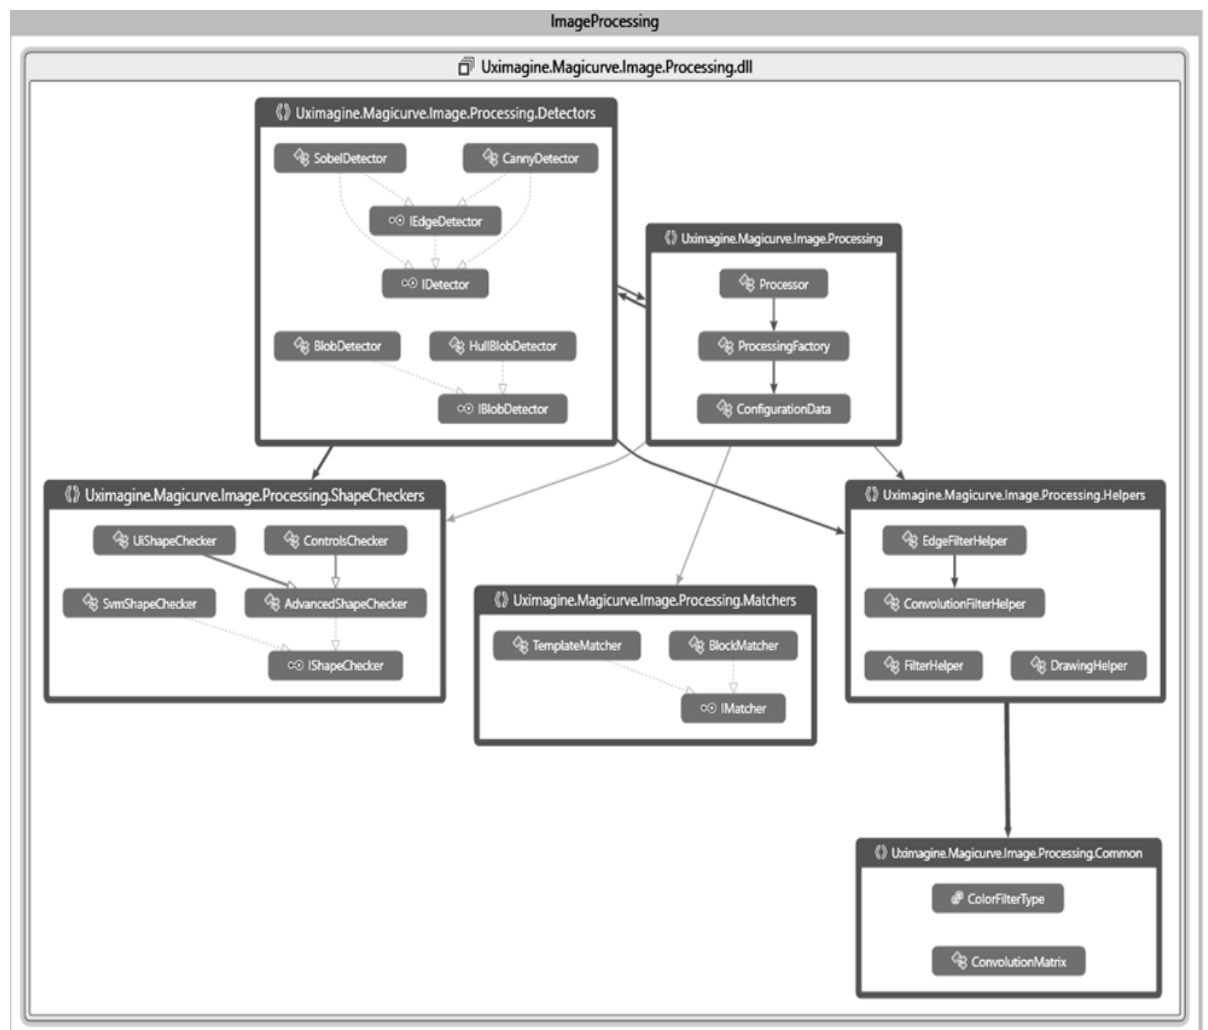 ImageProcessing
Uximagine.Magicurve.Image.Processing.dll
Uximagine.Magicurve.Image.Processing.Detectors
SobelDetector
CannyDetector
IEdgeDetector
IDetector
BlobDetector
HullBlobDetector
IBlobDetector
Uximagine.Magicurve.Image.Processing
Processor
ProcessingFactory
ConfigurationData
Uximagine.Magicurve.Image.Processing.ShapeCheckers
UiShapeChecker
ControlsChecker
SvmShapeChecker
AdvancedShapeChecker
IShapeChecker
Uximagine.Magicurve.Image.Processing.Matchers
TemplateMatcher
BlockMatcher
IMatcher
Uximagine.Magicurve.Image.Processing.Helpers
EdgeFilterHelper
ConvolutionFilterHelper
FilterHelper
DrawingHelper
Uximagine.Magicurve.Image.Processing.Common
ColorFilterType
ConvolutionMatrix